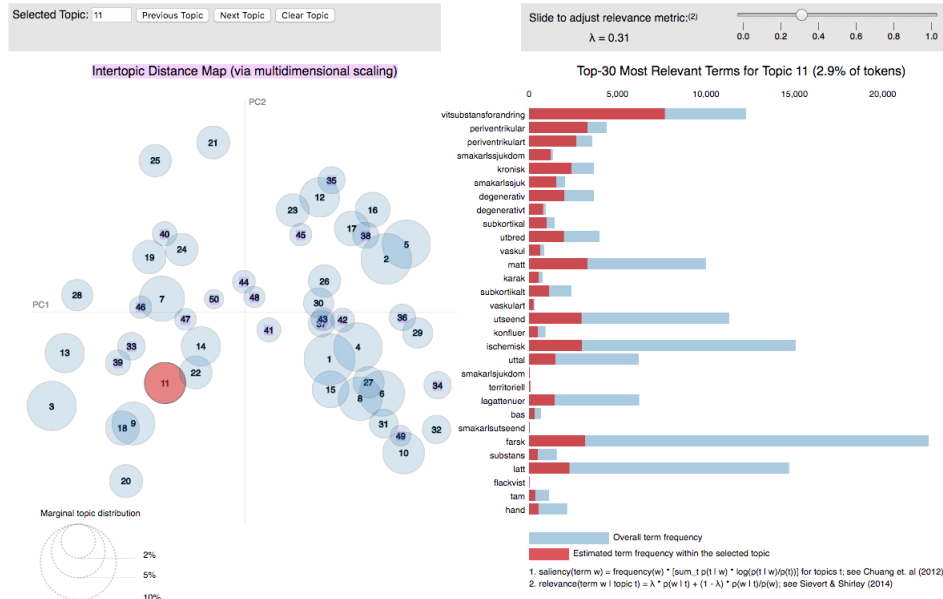 Selected Topic: 11 Previous Topic Next Topic Clear Topic
Slide to adjust relevance metric:(2)
λ = 0.31
0.0 0.2 0.4 0.6 0.8 1.0
Intertopic Distance Map (via multidimensional scaling)
PC2
PC1
21
25
35
12
23
16
17
38
45
5
2
40
24
19
26
44
48
30
28
7
50
46
47
43
37
42
36
29
41
33
14
13
39
22
11
1
4
15
27
8
6
34
3
18
9
31
49
32
10
20
Marginal topic distribution
2%
5%
10%
Top-30 Most Relevant Terms for Topic 11 (2.9% of tokens)
0 5,000 10,000 15,000 20,000
vitsubstansforandring
periventrikular
periventrikulart
smakarlssjukdom
kronisk
smakarlssjuk
degenerativ
degenerativt
subkortikal
utbred
vaskul
matt
karak
subkortikalt
vaskulart
utseend
konfluer
ischemisk
uttal
smakarlsjukdom
territoriell
lagattenuer
bas
smakarlsutseend
farsk
substans
latt
flackvist
tam
hand
Overall term frequency
Estimated term frequency within the selected topic
1. saliency(term w) = frequency(w) * [sum_t p(t | w) * log(p(t | w)/p(t))] for topics t; see Chuang et. al (2012)
2. relevance(term w | topic t) = λ * p(w | t) + (1 - λ) * p(w | t)/p(w); see Sievert & Shirley (2014)